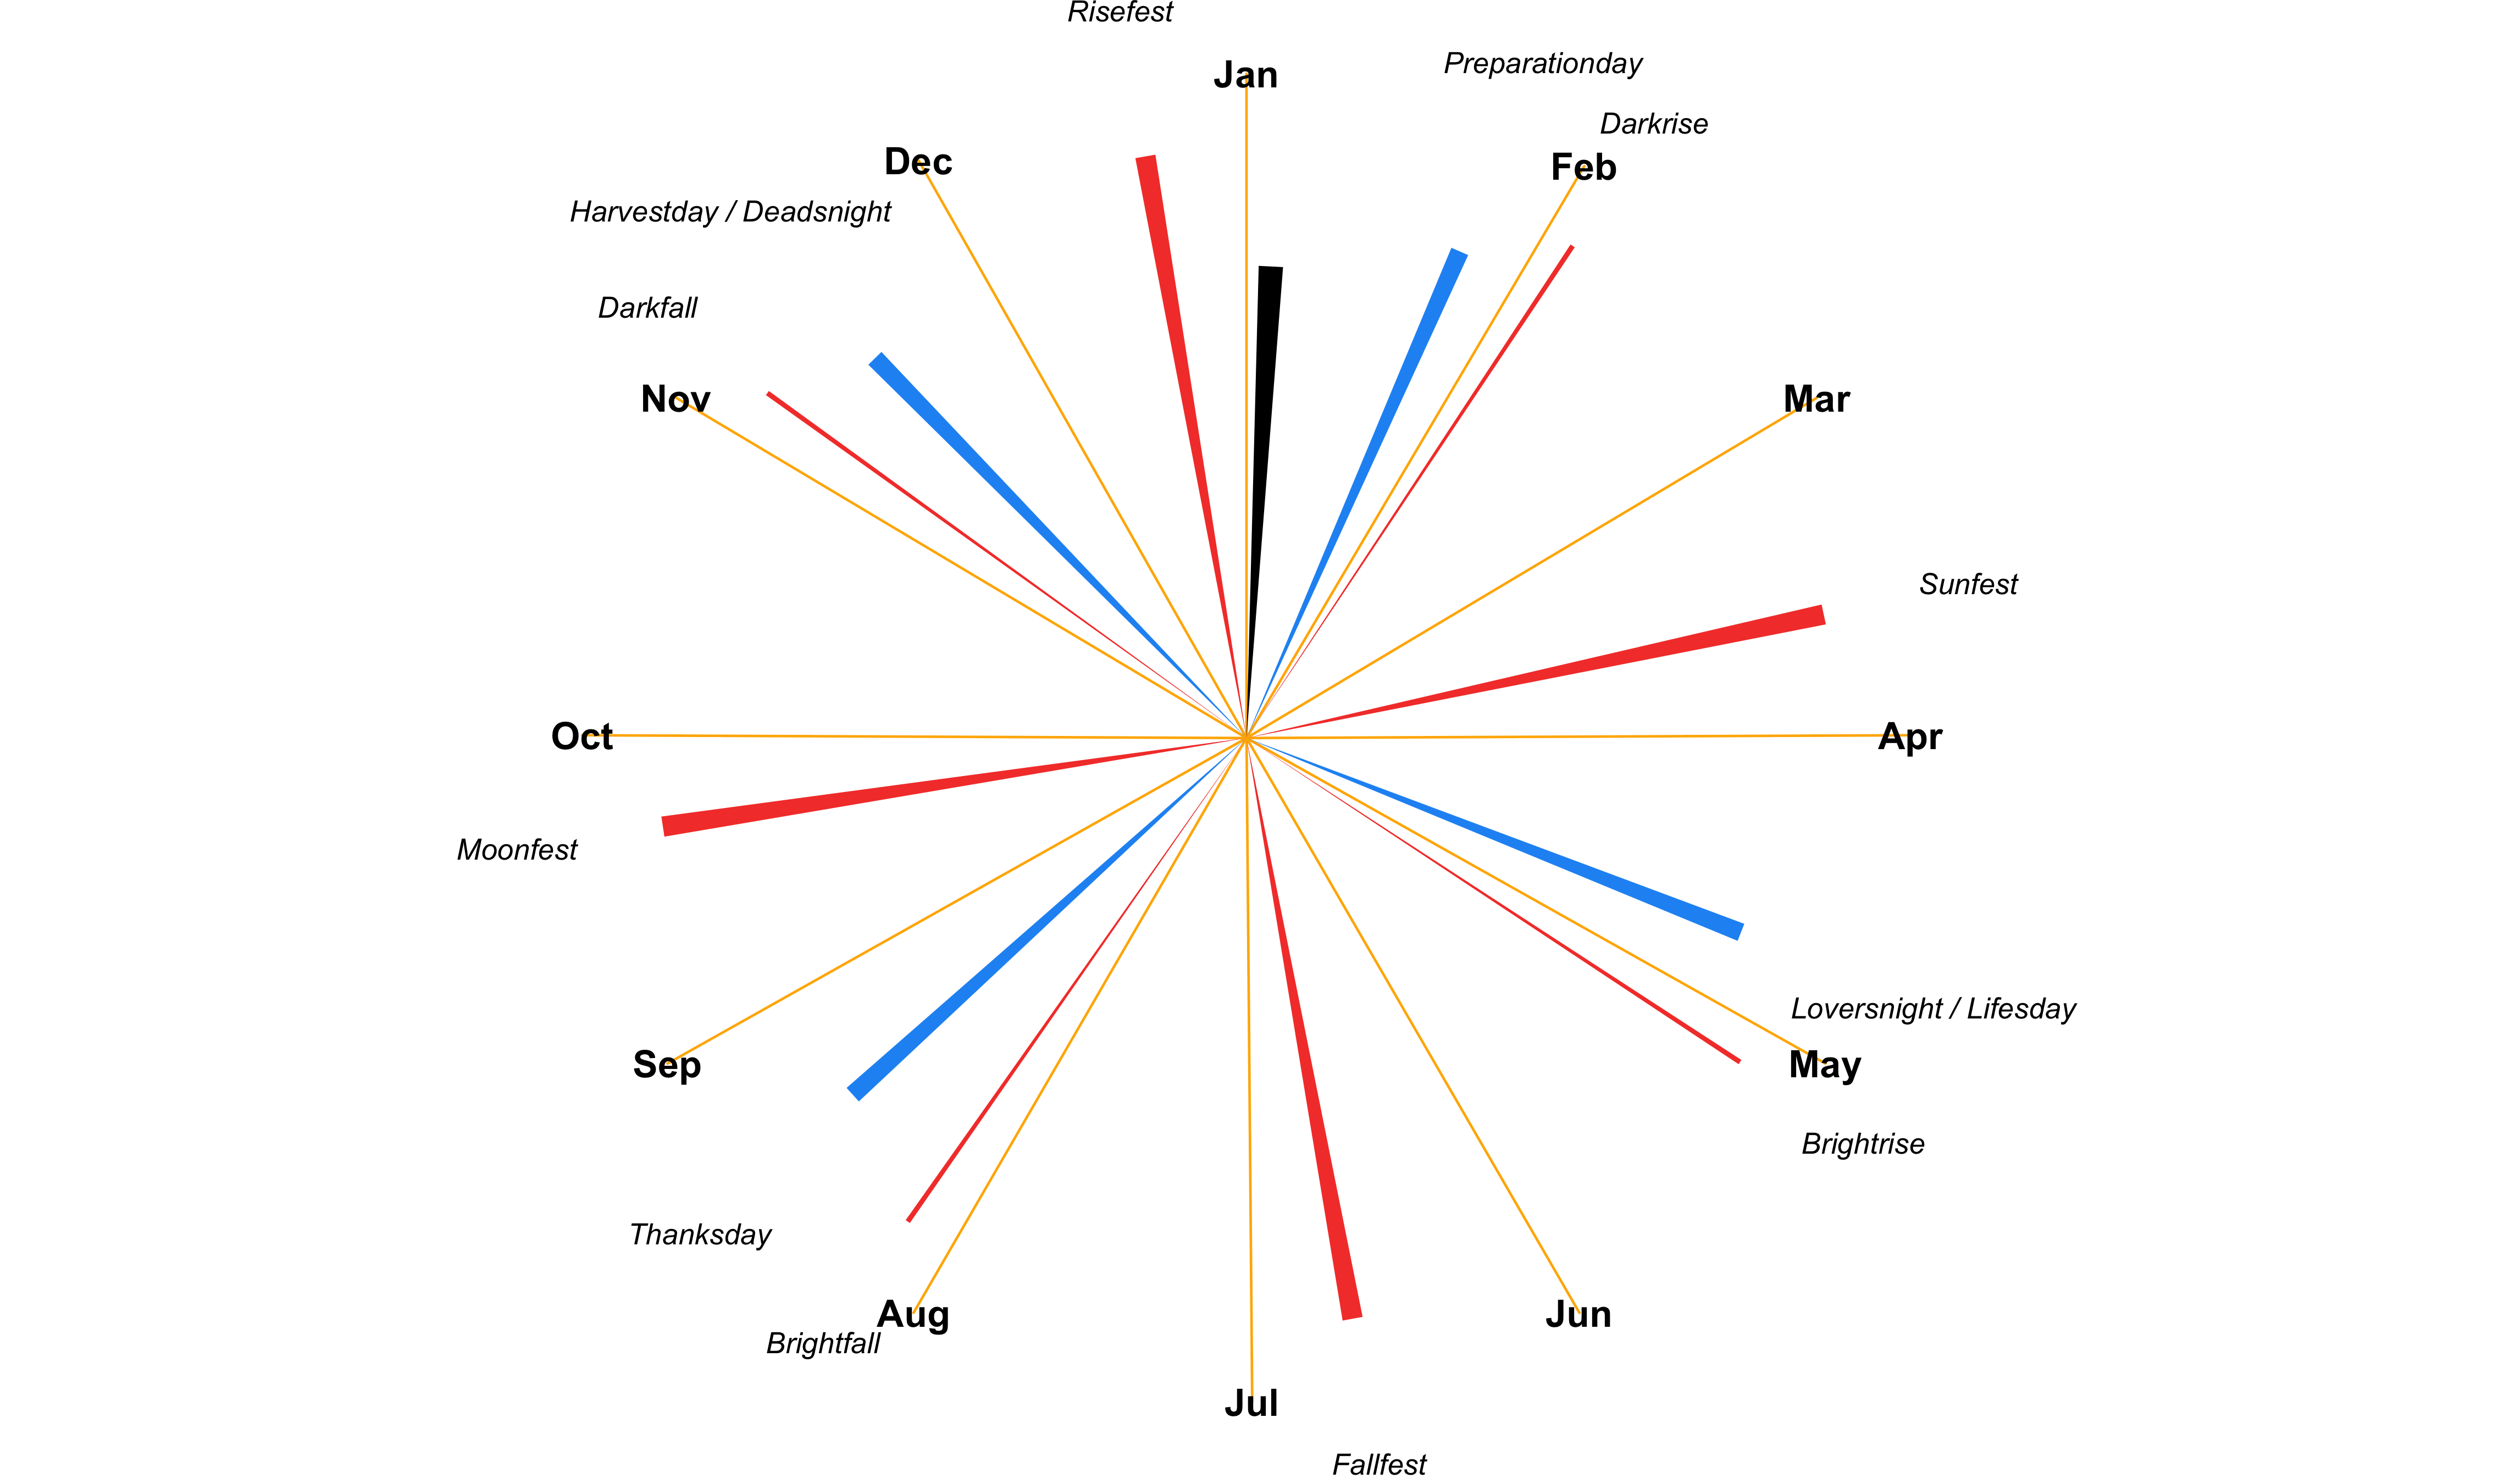 Risefest
Preparationday
Jan
Darkrise
Dec
Feb
Harvestday / Deadsnight
Darkfall
Nov
Mar
Sunfest
Oct
Apr
Moonfest
Loversnight / Lifesday
Sep
May
Brightrise
Thanksday
Aug
Jun
Brightfall
Jul
Fallfest